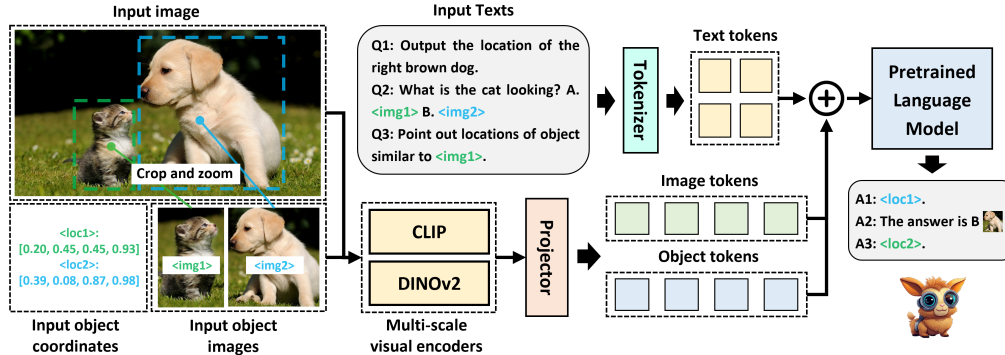 Input image
Crop and zoom
<loc1>:
[0.20, 0.45, 0.45, 0.93]
<loc2>:
[0.39, 0.08, 0.87, 0.98]
Input object
coordinates
<img1>
<img2>
Input object
images
Input Texts
Q1: Output the location of the
right brown dog.
Q2: What is the cat looking? A.
<img1> B. <img2>
Q3: Point out locations of object
similar to <img1>.
CLIP
DINOv2
Multi-scale
visual encoders
Tokenizer
Projector
Text tokens
Image tokens
Object tokens
Pretrained
Language
Model
A1: <loc1>.
A2: The answer is B
A3: <loc2>.